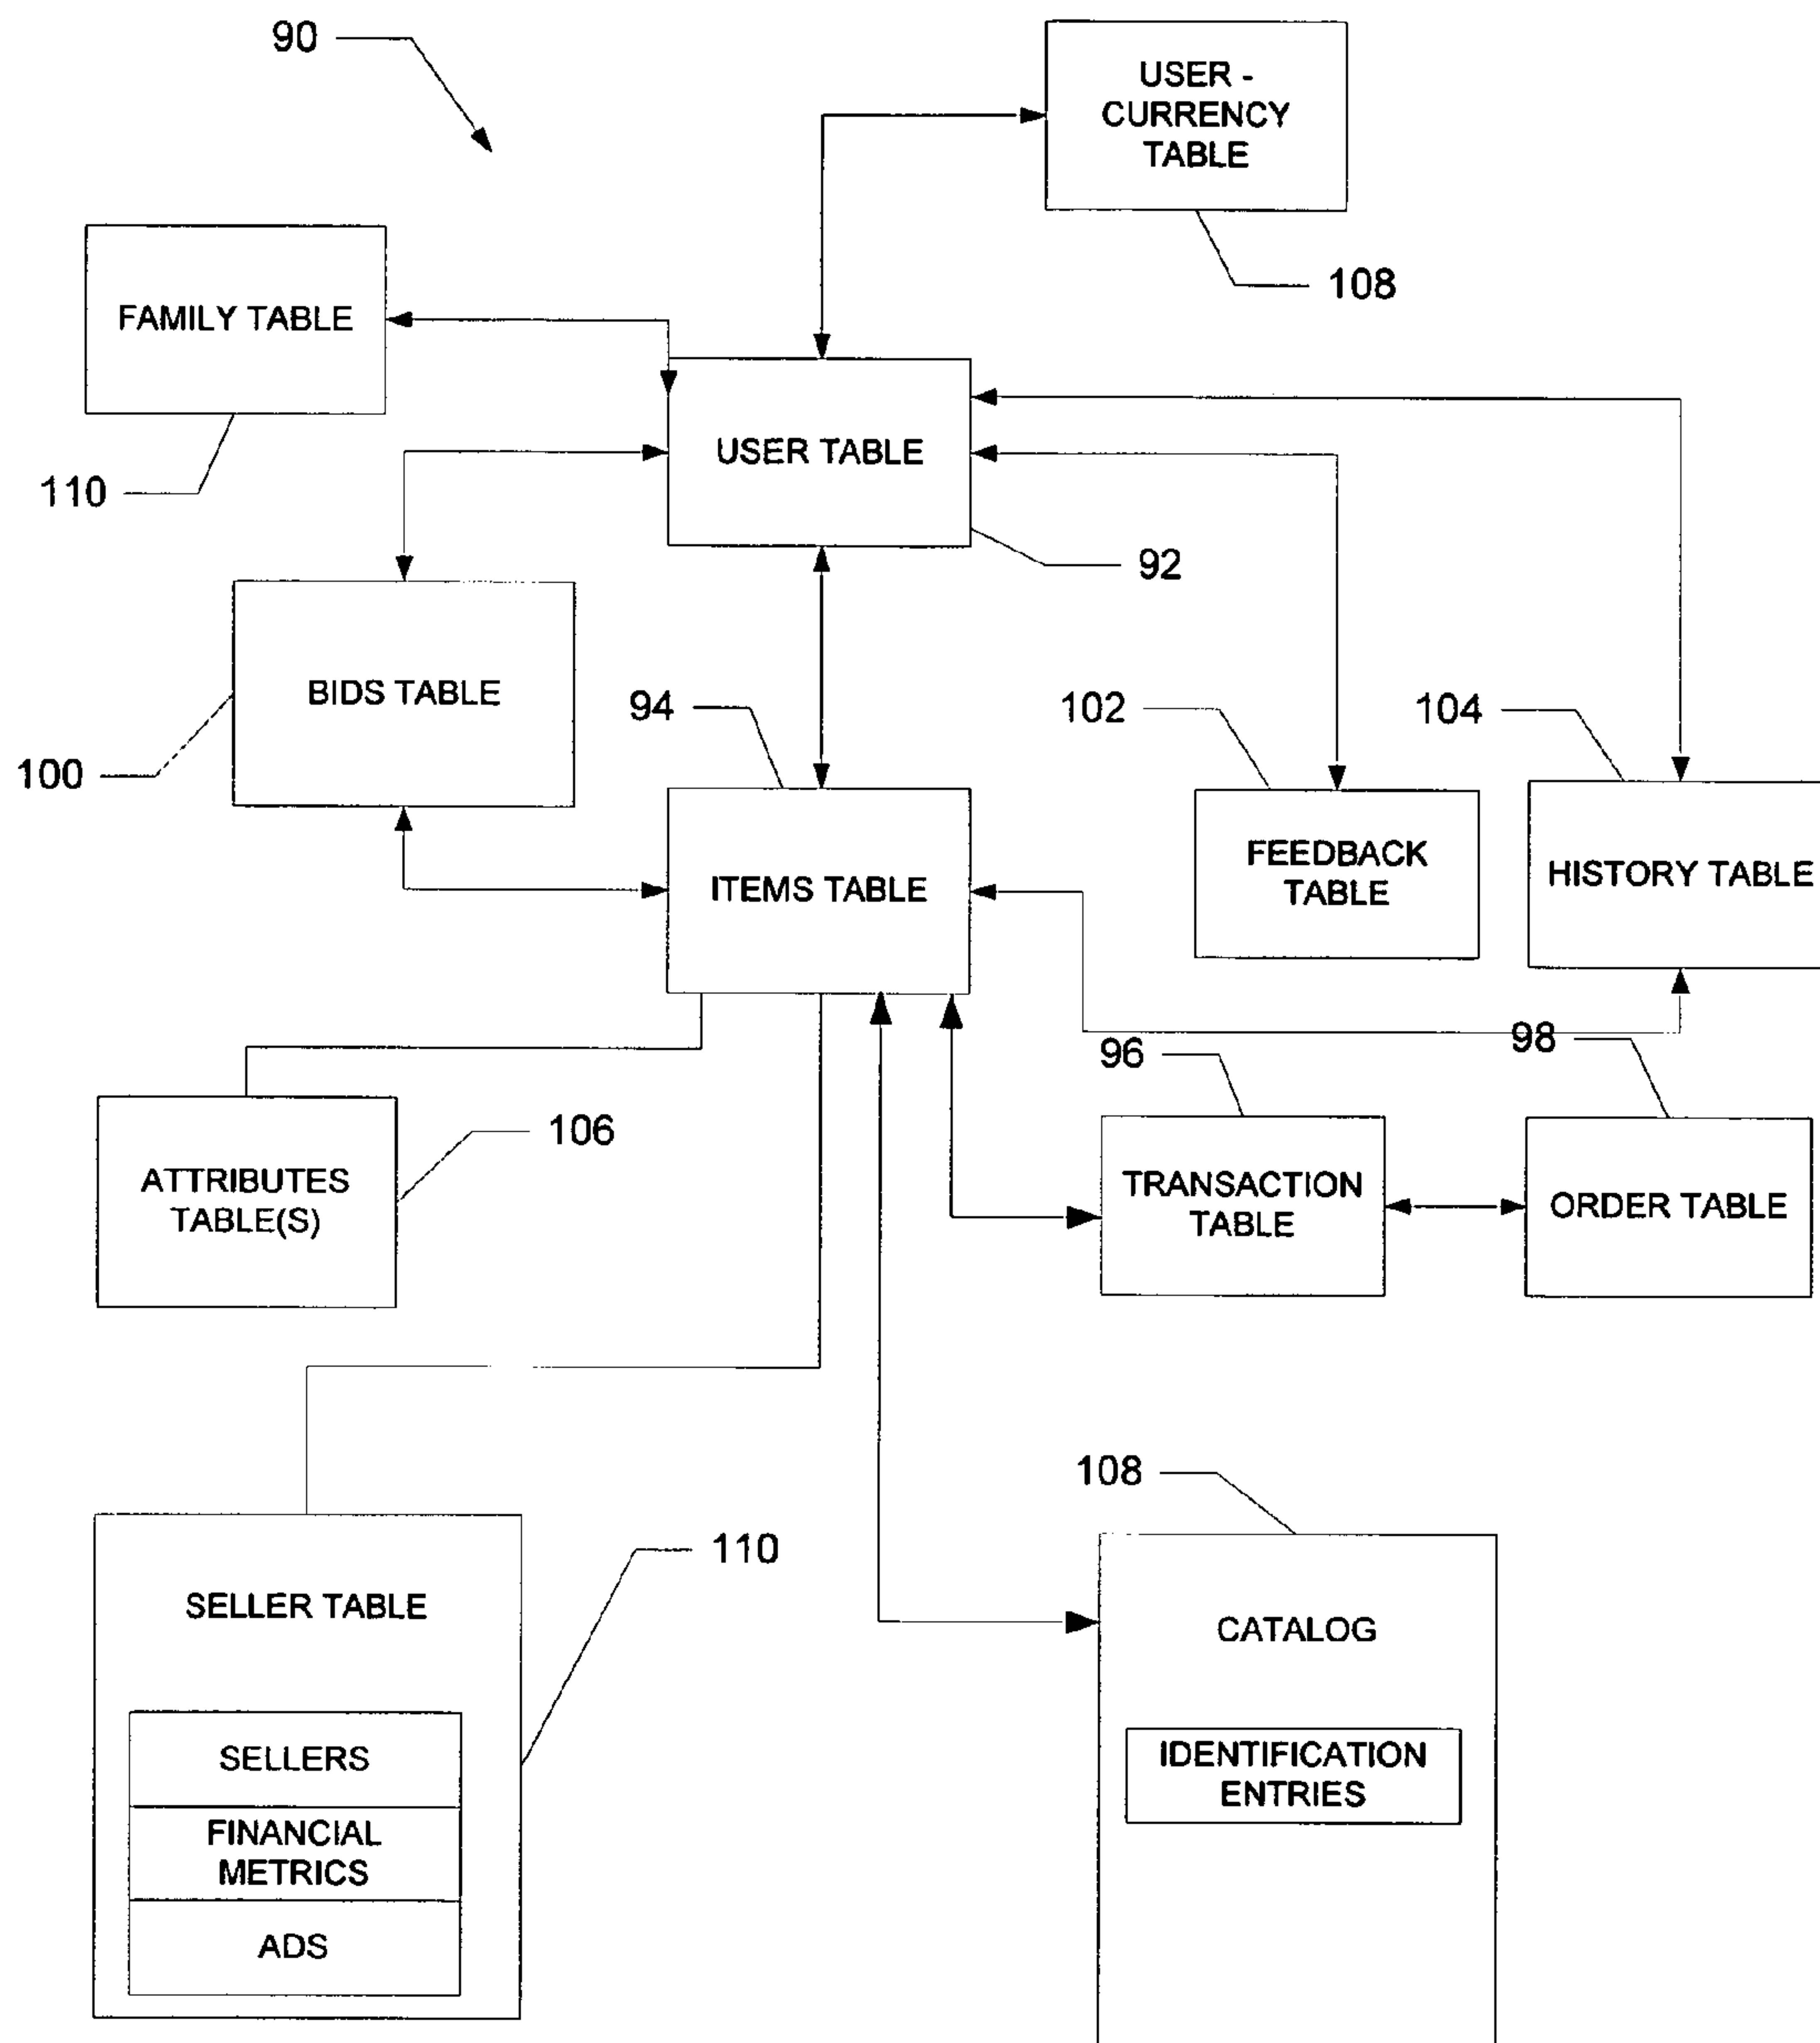 90
USER -
CURRENCY
TABLE
108
FAMILY TABLE
110
USER TABLE
92
BIDS TABLE
100
94
ITEMS TABLE
102
FEEDBACK
TABLE
104
HISTORY TABLE
ATTRIBUTES
TABLE(S)
106
96
TRANSACTION
TABLE
98
ORDER TABLE
SELLER TABLE
110
SELLERS
FINANCIAL
METRICS
ADS
108
CATALOG
IDENTIFICATION
ENTRIES